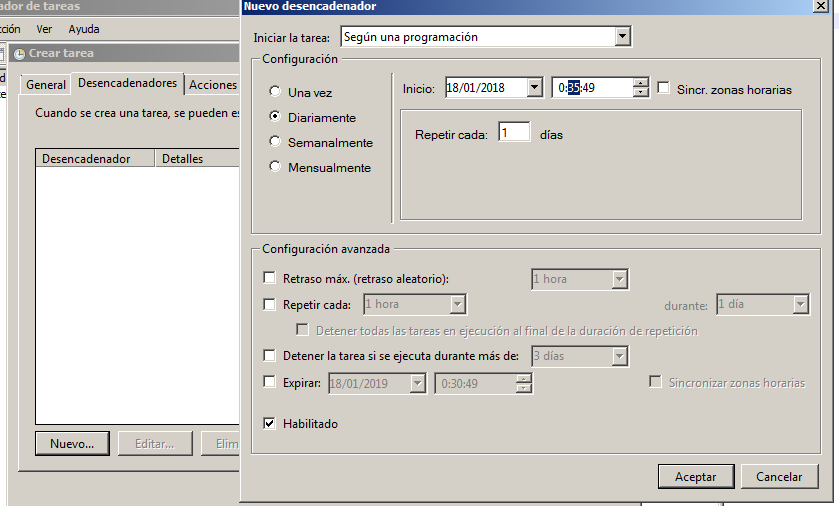 ador de tareas
ción Ver Ayuda
Crear tarea
General Desencadenadores Acciones
Cuando se crea una tarea, se pueden es
Desencadenador Detalles
Nuevo... Editar... Elim
Nuevo desencadenador
Iniciar la tarea: Según una programación
Configuración
Una vez
Diariamente
Semanalmente
Mensualmente
Inicio: 18/01/2018 0:35:49 Sincr. zonas horarias
Repetir cada: 1 días
Configuración avanzada
Retraso máx. (retraso aleatorio): 1 hora
Repetir cada: 1 hora durante: 1 día
Detener todas las tareas en ejecución al final de la duración de repetición
Detener la tarea si se ejecuta durante más de: 3 días
Expirar: 18/01/2019 0:30:49 Sincronizar zonas horarias
Habilitado
Aceptar Cancelar